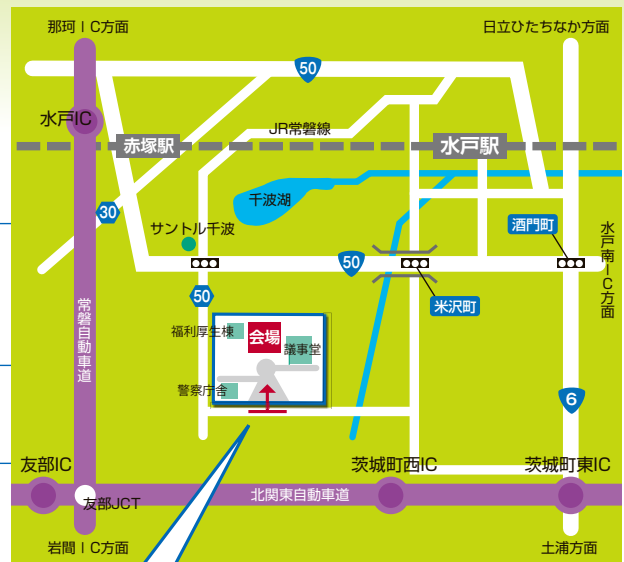 那珂IC方面
日立ひたちなか方面
50
水戸IC
JR常磐線
赤塚駅
水戸駅
千波湖
30
サントル千波
酒門町
水戸南IC方面
50
50
米沢町
常磐自動車道
福利厚生棟
会場
議事堂
警察庁舎
6
友部IC
茨城町西IC
茨城町東IC
友部JCT
北関東自動車道
岩間IC方面
土浦方面